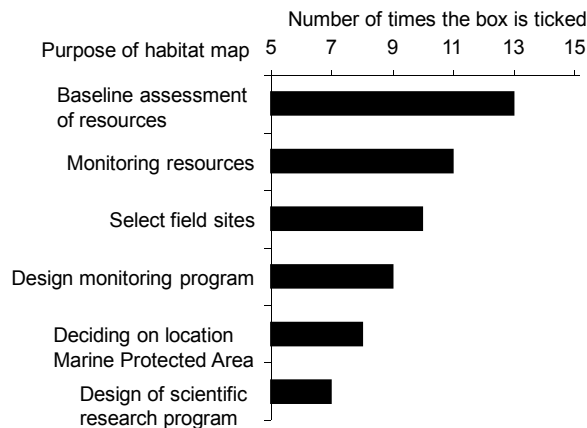 Number of times the box is ticked
Purpose of habitat map
5 7 9 11 13 15
Baseline assessment
of resources
Monitoring resources
Select field sites
Design monitoring program
Deciding on location
Marine Protected Area
Design of scientific
research program